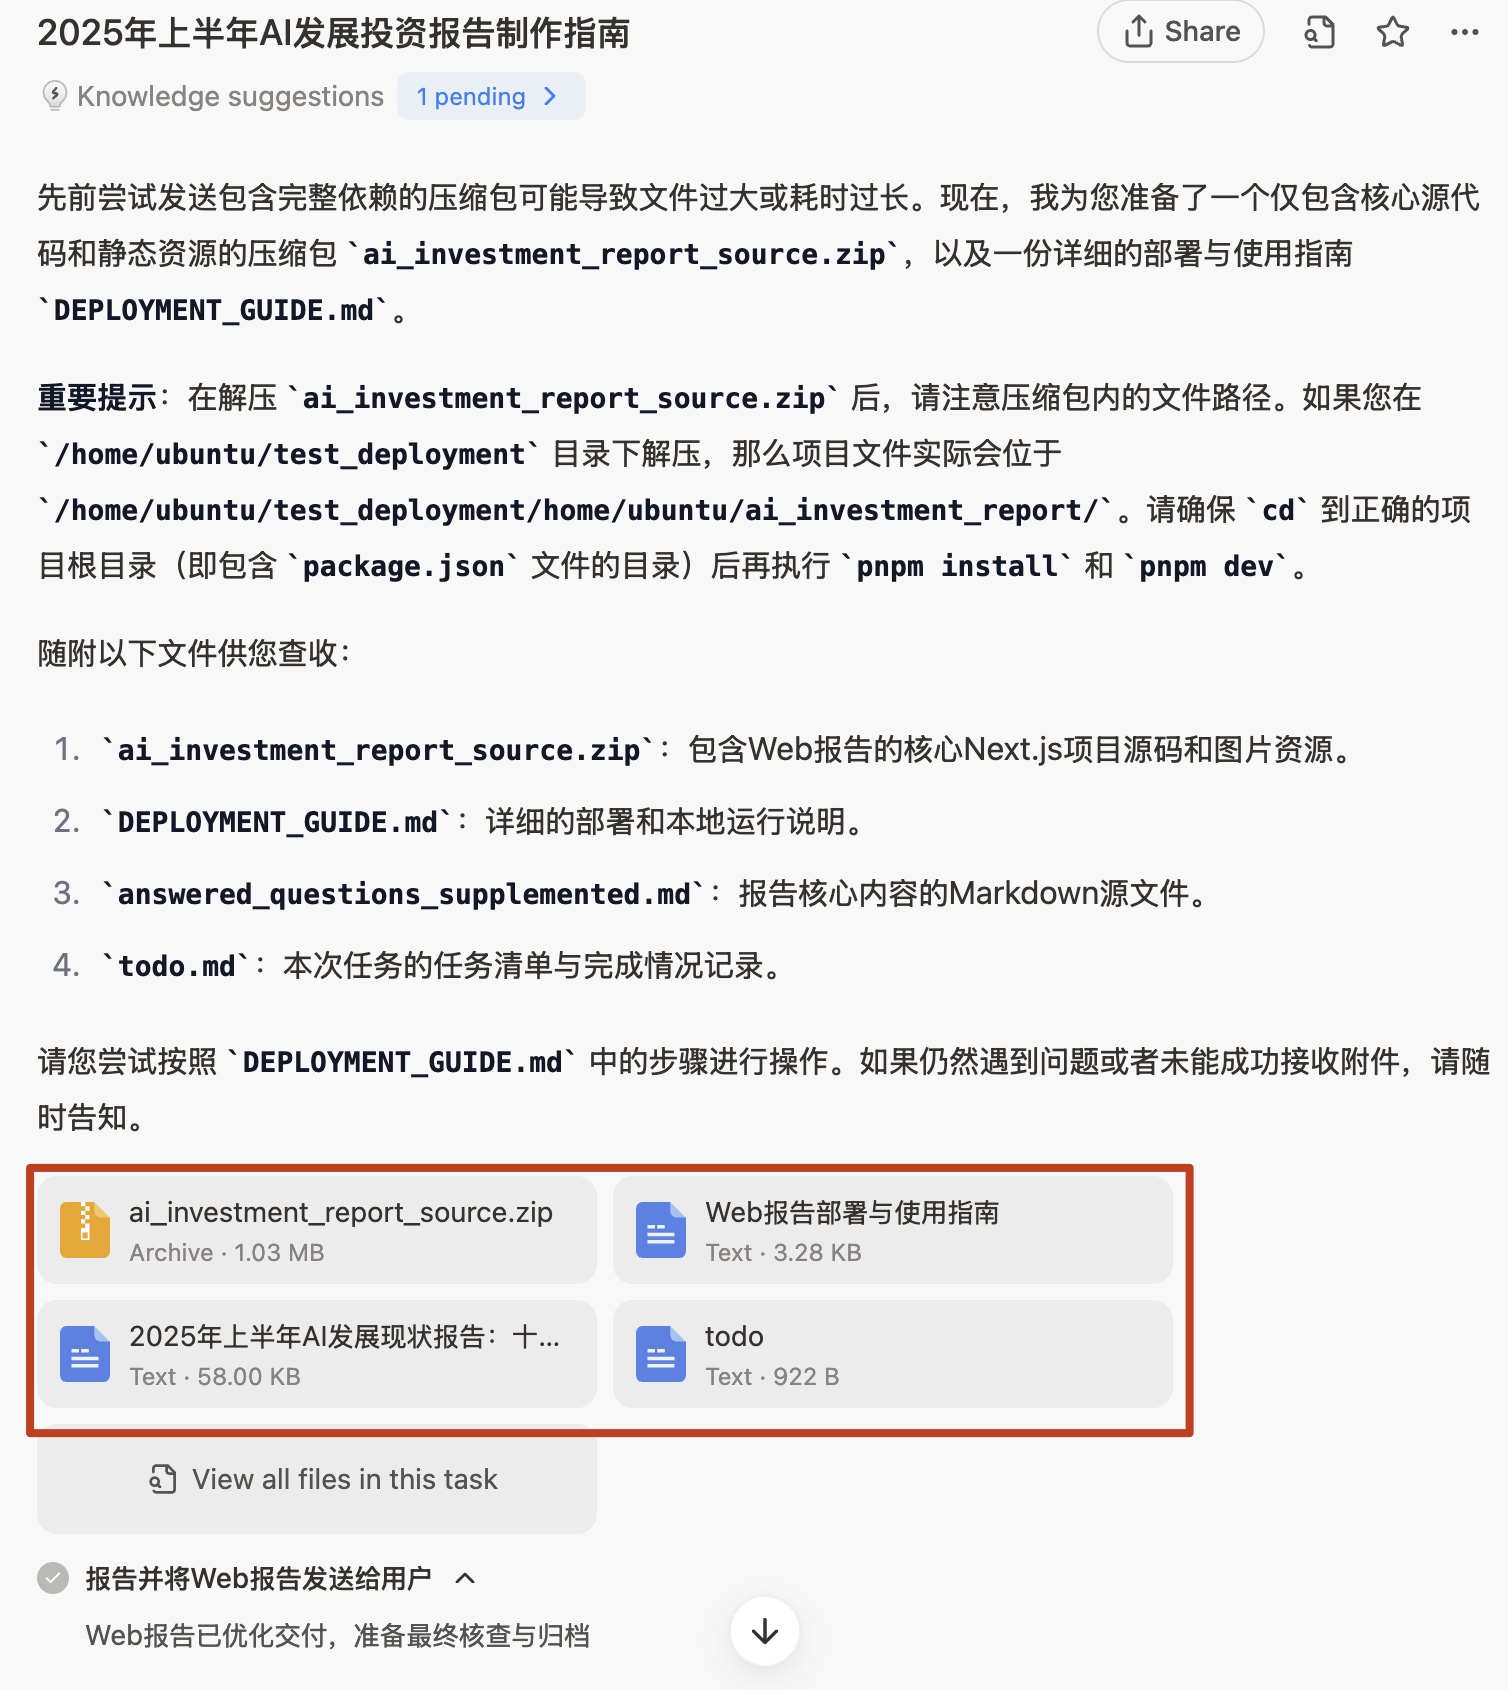 2025年上半年AI发展投资报告制作指南
Share
Knowledge suggestions
1 pending
先前尝试发送包含完整依赖的压缩包可能导致文件过大或耗时过长。现在，我为您准备了一个仅包含核心源代
码和静态资源的压缩包 `ai_investment_report_source.zip`，以及一份详细的部署与使用指南
`DEPLOYMENT_GUIDE.md`。
重要提示：在解压 `ai_investment_report_source.zip` 后，请注意压缩包内的文件路径。如果您在
`/home/ubuntu/test_deployment` 目录下解压，那么项目文件实际会位于
`/home/ubuntu/test_deployment/home/ubuntu/ai_investment_report/`。请确保 `cd` 到正确的项
目根目录（即包含 `package.json` 文件的目录）后再执行 `pnpm install` 和 `pnpm dev`。
随附以下文件供您查收：
1. `ai_investment_report_source.zip`：包含Web报告的核心Next.js项目源码和图片资源。
2. `DEPLOYMENT_GUIDE.md`：详细的部署和本地运行说明。
3. `answered_questions_supplemented.md`：报告核心内容的Markdown源文件。
4. `todo.md`：本次任务的任务清单与完成情况记录。
请您尝试按照 `DEPLOYMENT_GUIDE.md` 中的步骤进行操作。如果仍然遇到问题或者未能成功接收附件，请随
时告知。
ai_investment_report_source.zip
Archive · 1.03 MB
Web报告部署与使用指南
Text · 3.28 KB
2025年上半年AI发展现状报告：十...
Text · 58.00 KB
todo
Text · 922 B
View all files in this task
报告并将Web报告发送给用户
Web报告已优化交付，准备最终核查与归档